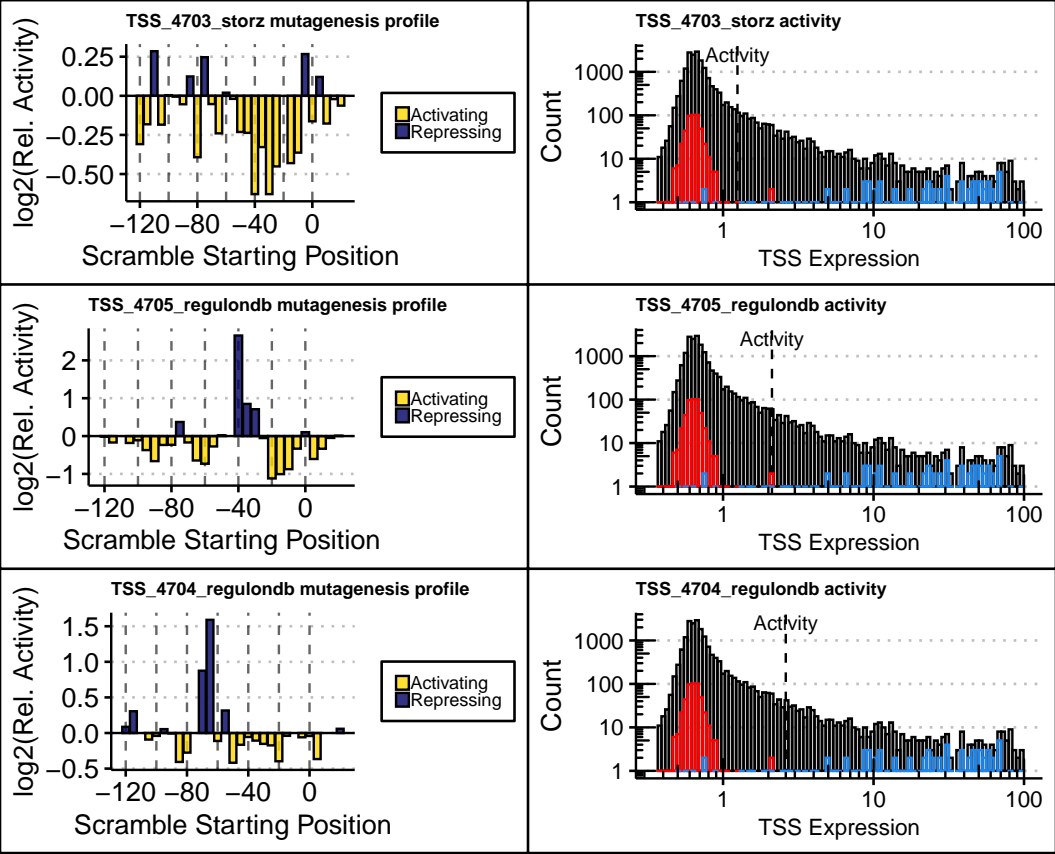 TSS_4703_storz mutagenesis profile
log2(Rel. Activity)
0.25
0.00
−0.25
−0.50
−120 −80 −40 0
Scramble Starting Position
Activating
Repressing
TSS_4703_storz activity
Activity
Count
1000
100
10
1
1 10 100
TSS Expression
TSS_4705_regulondb mutagenesis profile
log2(Rel. Activity)
2
1
0
−1
−120 −80 −40 0
Scramble Starting Position
Activating
Repressing
TSS_4705_regulondb activity
Activity
Count
1000
100
10
1
1 10 100
TSS Expression
TSS_4704_regulondb mutagenesis profile
log2(Rel. Activity)
1.5
1.0
0.5
0.0
−0.5
−120 −80 −40 0
Scramble Starting Position
Activating
Repressing
TSS_4704_regulondb activity
Activity
Count
1000
100
10
1
1 10 100
TSS Expression